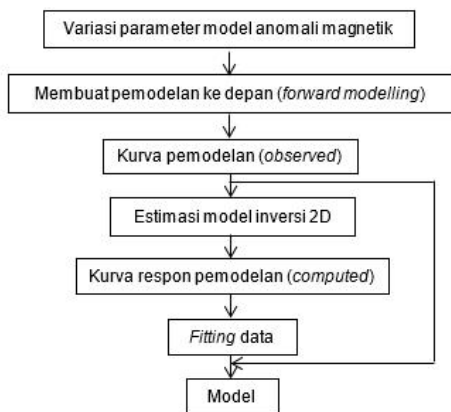 Variasi parameter model anomali magnetik
Membuat pemodelan ke depan (forward modelling)
Kurva pemodelan (observed)
Estimasi model inversi 2D
Kurva respon pemodelan (computed)
Fitting data
Model